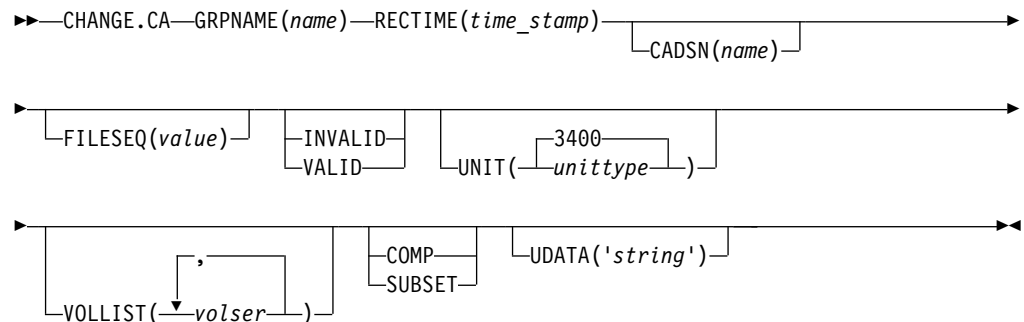 CHANGE.CA GRPNAME(name) RECTIME(time_stamp)
CADSN(name)
FILESEQ(value)
INVALID
VALID
3400
UNIT( unittype )
,
VOLLIST( volser )
COMP
SUBSET
UDATA('string')